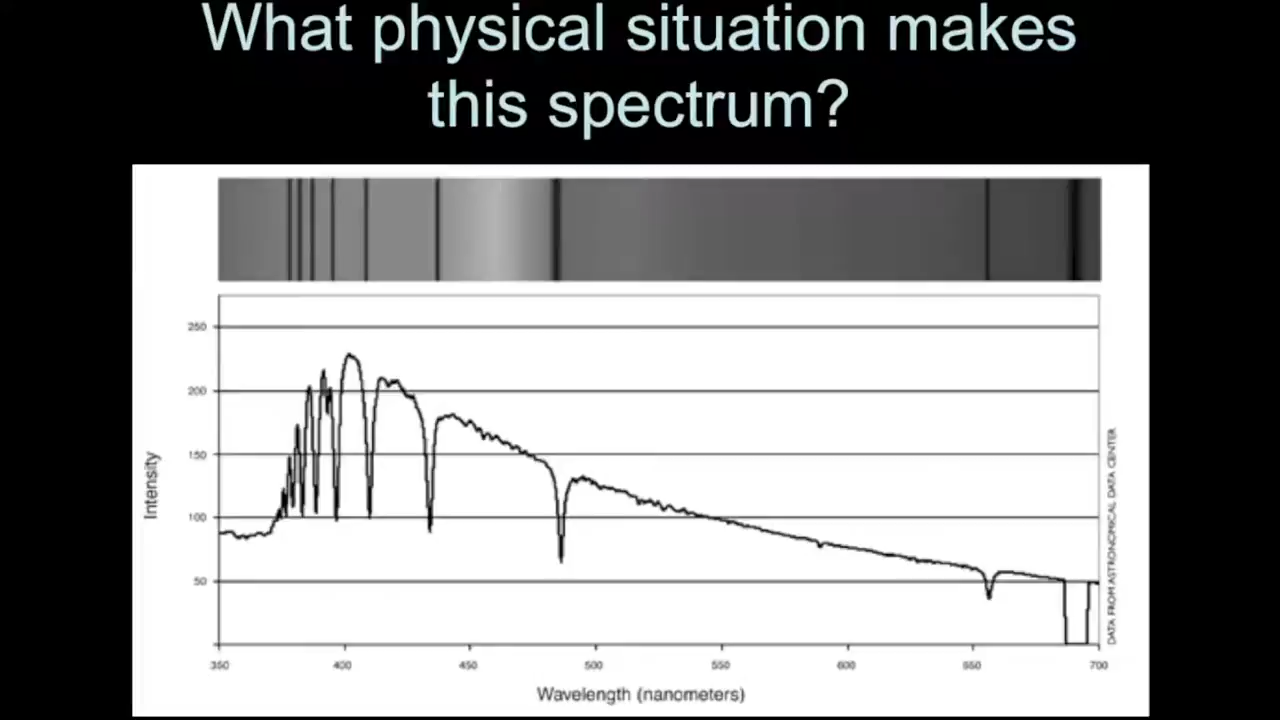 What physical situation makes
this spectrum?
250
200
150
100
50
Intensity
350 400 450 500 550 600 650 700
Wavelength (nanometers)
DATA FROM ASTRONOMICAL DATA CENTER